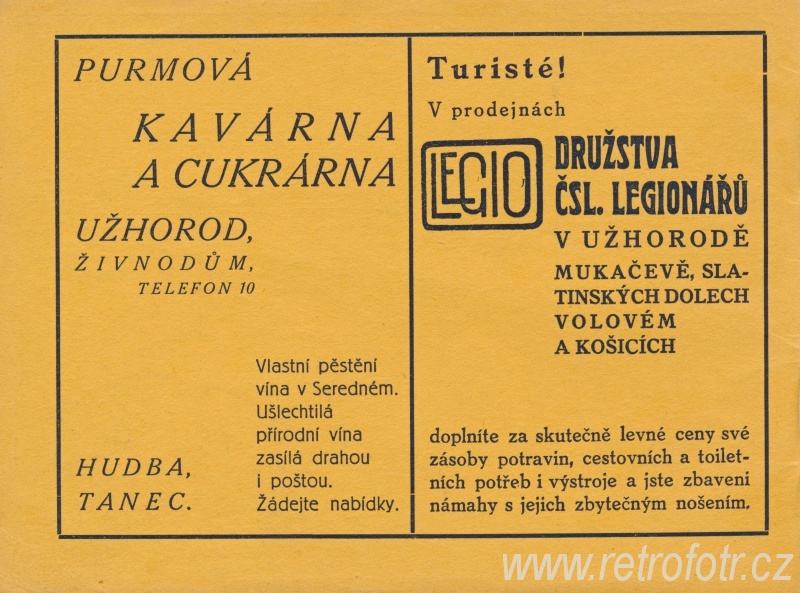 PURMOVÁ
KAVÁRNA
A CUKRÁRNA
UŽHOROD,
ŽIVNODŮM,
TELEFON 10
Vlastní pěstění
vína v Seredném.
Ušlechtilá
přírodní vína
zasílá drahou
i poštou.
Žádejte nabídky.
HUDBA,
TANEC.
Turisté!
V prodejnách
LEGIO
DRUŽSTVA
ČSL. LEGIONÁŘŮ
V UŽHORODĚ
MUKAČEVĚ, SLA-
TINSKÝCH DOLECH
VOLOVÉM
A KOŠICÍCH
doplníte za skutečně levné ceny své
zásoby potravin, cestovních a toilet-
ních potřeb i výstroje a jste zbaveni
námahy s jejich zbytečným nošením.
www.retrofotr.cz